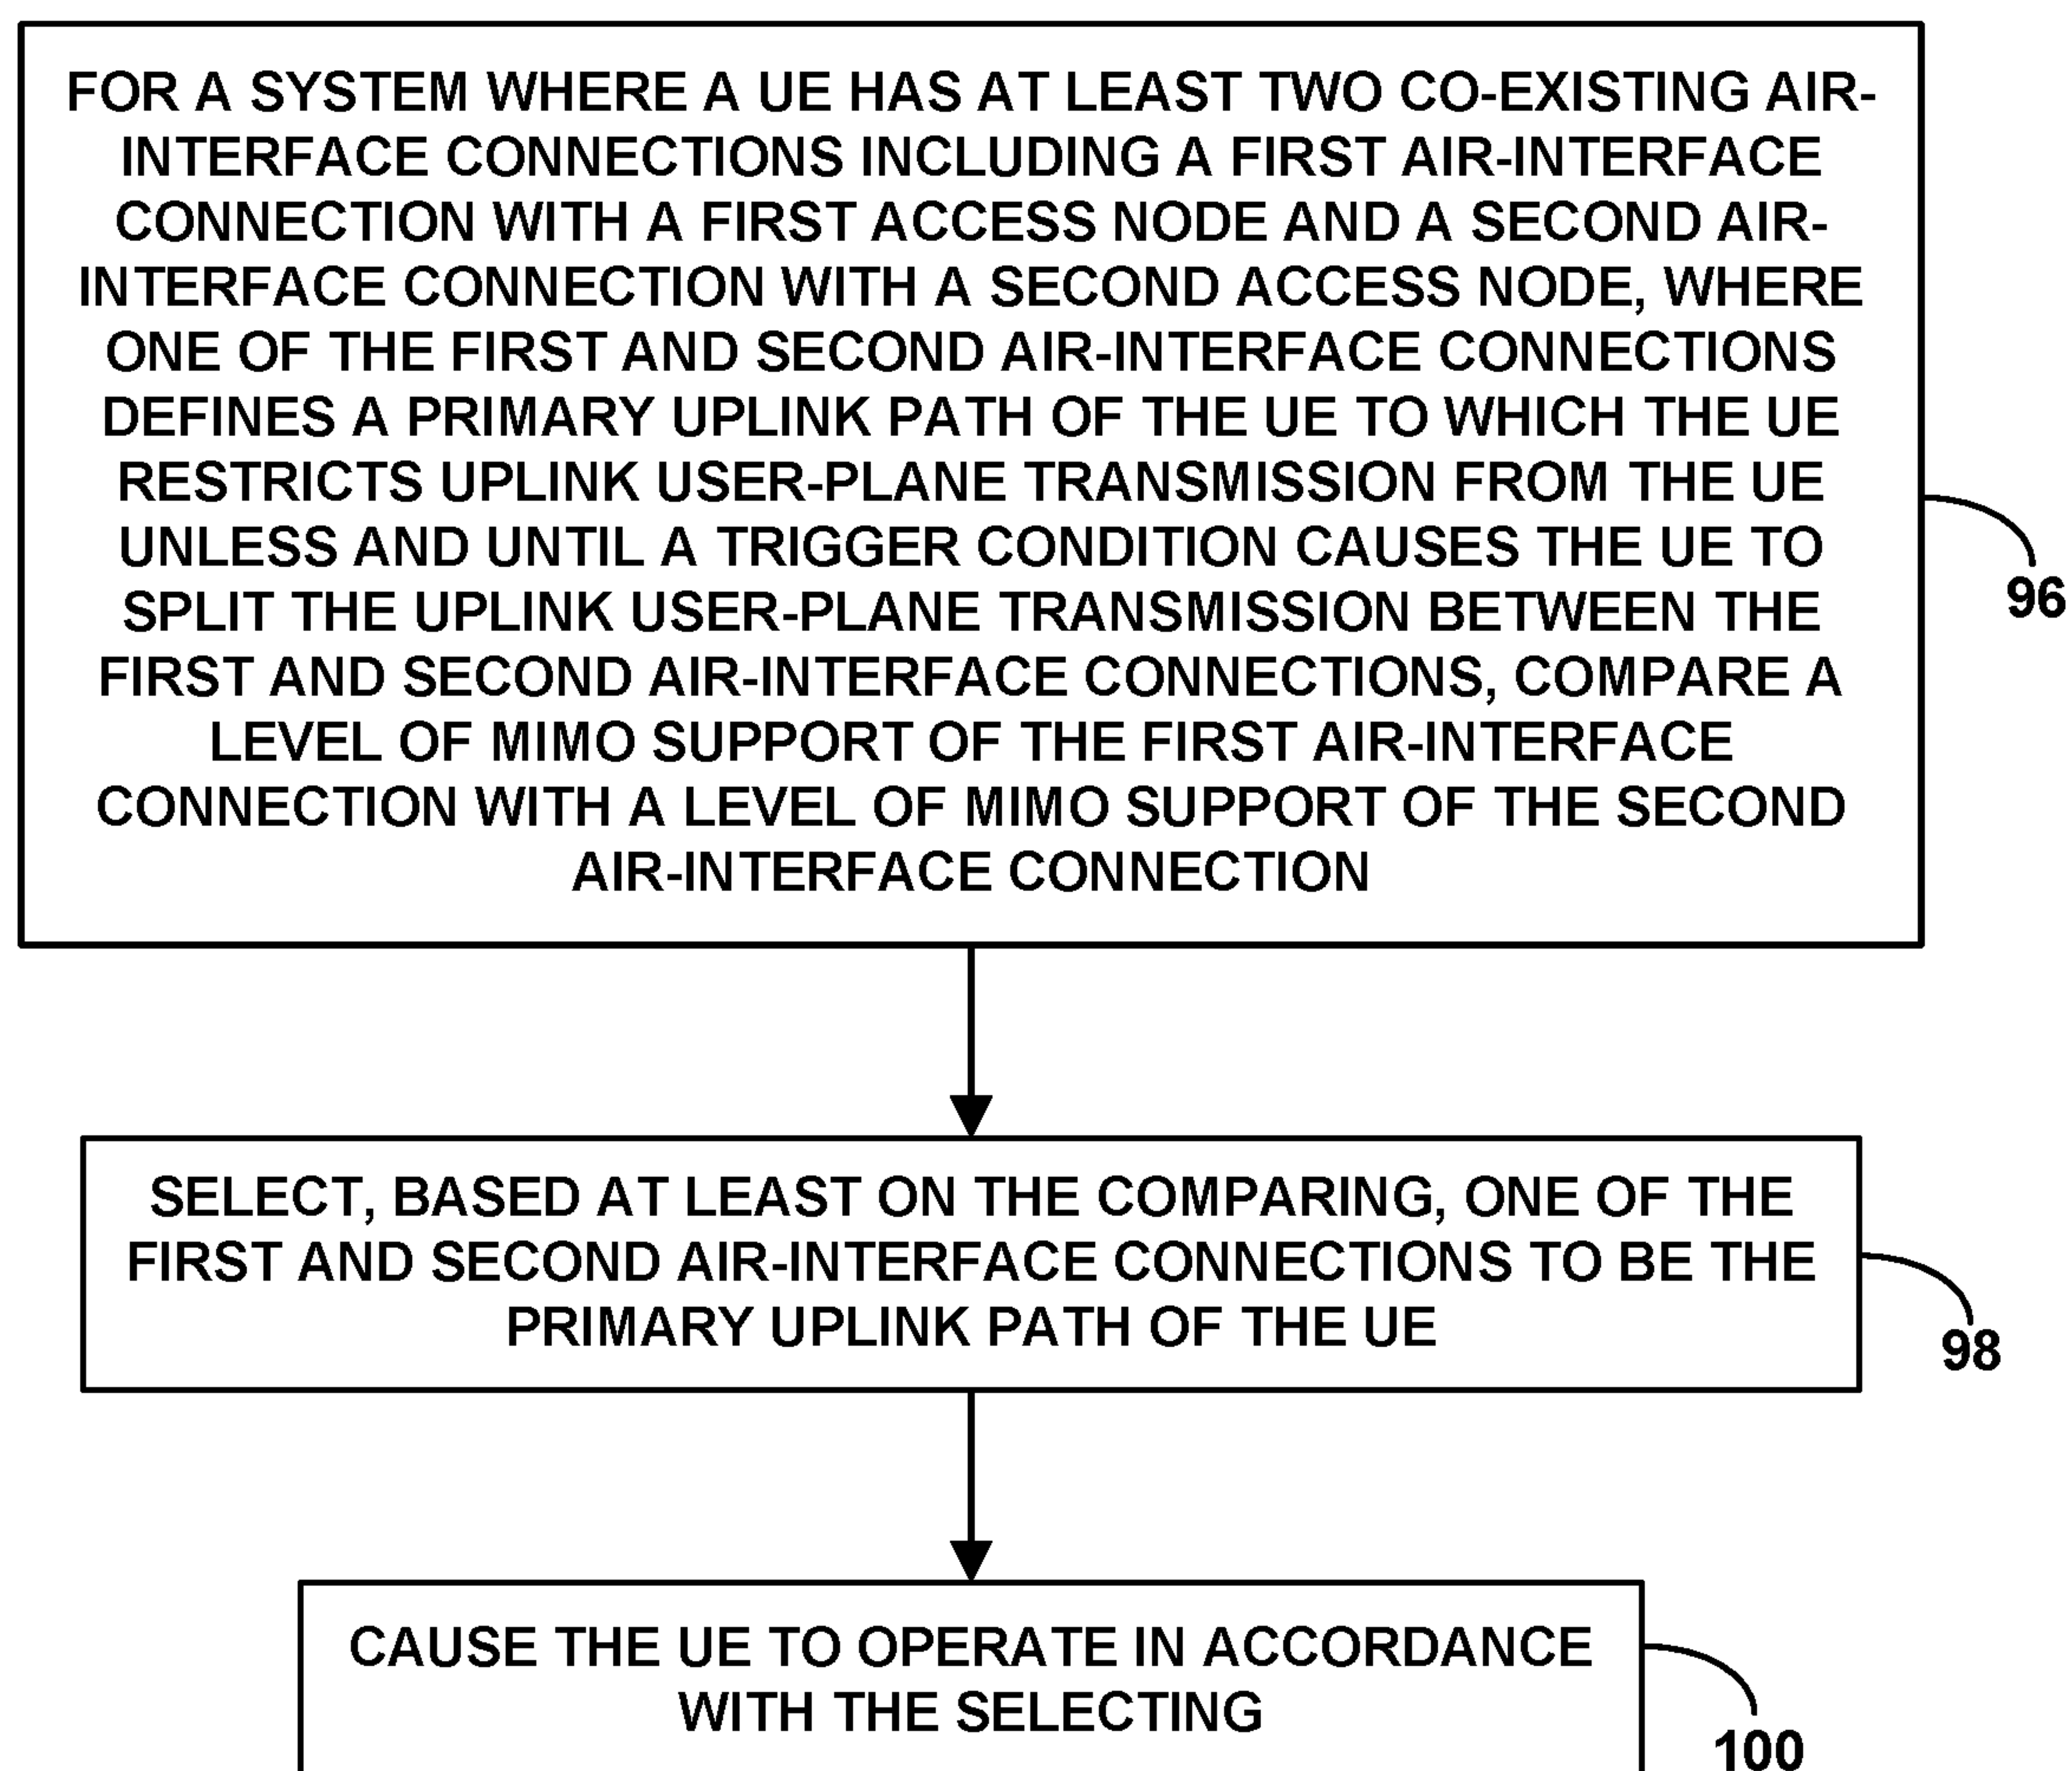 FOR A SYSTEM WHERE A UE HAS AT LEAST TWO CO-EXISTING AIR-
INTERFACE CONNECTIONS INCLUDING A FIRST AIR-INTERFACE
CONNECTION WITH A FIRST ACCESS NODE AND A SECOND AIR-
INTERFACE CONNECTION WITH A SECOND ACCESS NODE, WHERE
ONE OF THE FIRST AND SECOND AIR-INTERFACE CONNECTIONS
DEFINES A PRIMARY UPLINK PATH OF THE UE TO WHICH THE UE
RESTRICTS UPLINK USER-PLANE TRANSMISSION FROM THE UE
UNLESS AND UNTIL A TRIGGER CONDITION CAUSES THE UE TO
SPLIT THE UPLINK USER-PLANE TRANSMISSION BETWEEN THE
FIRST AND SECOND AIR-INTERFACE CONNECTIONS, COMPARE A
LEVEL OF MIMO SUPPORT OF THE FIRST AIR-INTERFACE
CONNECTION WITH A LEVEL OF MIMO SUPPORT OF THE SECOND
AIR-INTERFACE CONNECTION
96
SELECT, BASED AT LEAST ON THE COMPARING, ONE OF THE
FIRST AND SECOND AIR-INTERFACE CONNECTIONS TO BE THE
PRIMARY UPLINK PATH OF THE UE
98
CAUSE THE UE TO OPERATE IN ACCORDANCE
WITH THE SELECTING
100